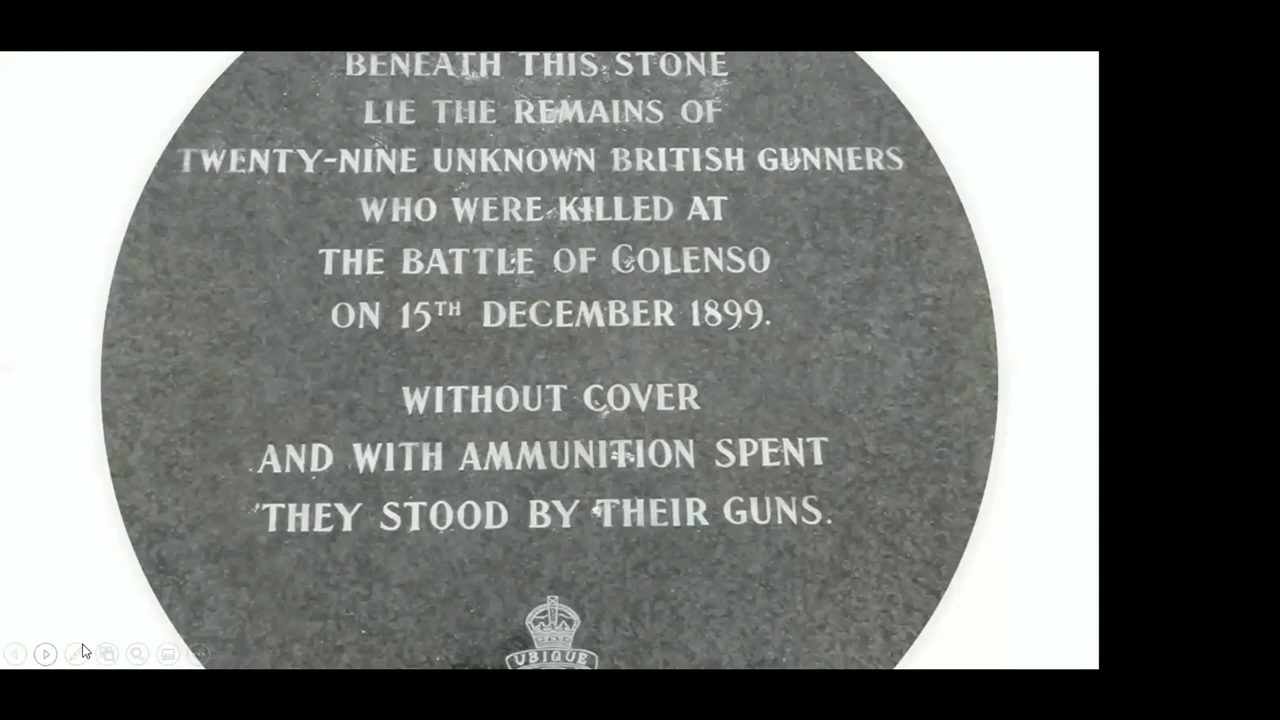 BENEATH THIS STONE
LIE THE REMAINS OF
TWENTY-NINE UNKNOWN BRITISH GUNNERS
WHO WERE KILLED AT
THE BATTLE OF COLENSO
ON 15TH DECEMBER 1899.
WITHOUT COVER
AND WITH AMMUNITION SPENT
THEY STOOD BY THEIR GUNS.
UBIQUE